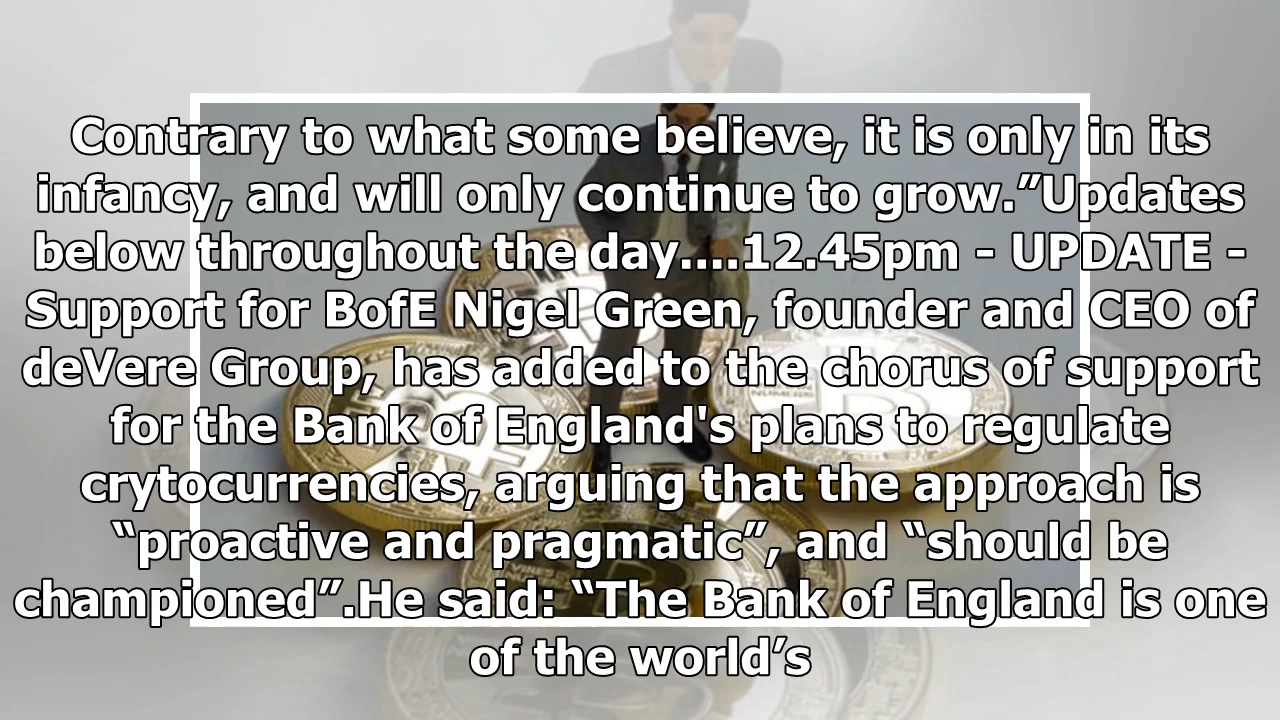 Contrary to what some believe, it is only in its
infancy, and will only continue to grow.”Updates
below throughout the day....12.45pm - UPDATE -
Support for BofE Nigel Green, founder and CEO of
deVere Group, has added to the chorus of support
for the Bank of England's plans to regulate
crytocurrencies, arguing that the approach is
“proactive and pragmatic”, and “should be
championed”.He said: “The Bank of England is one
of the world’s